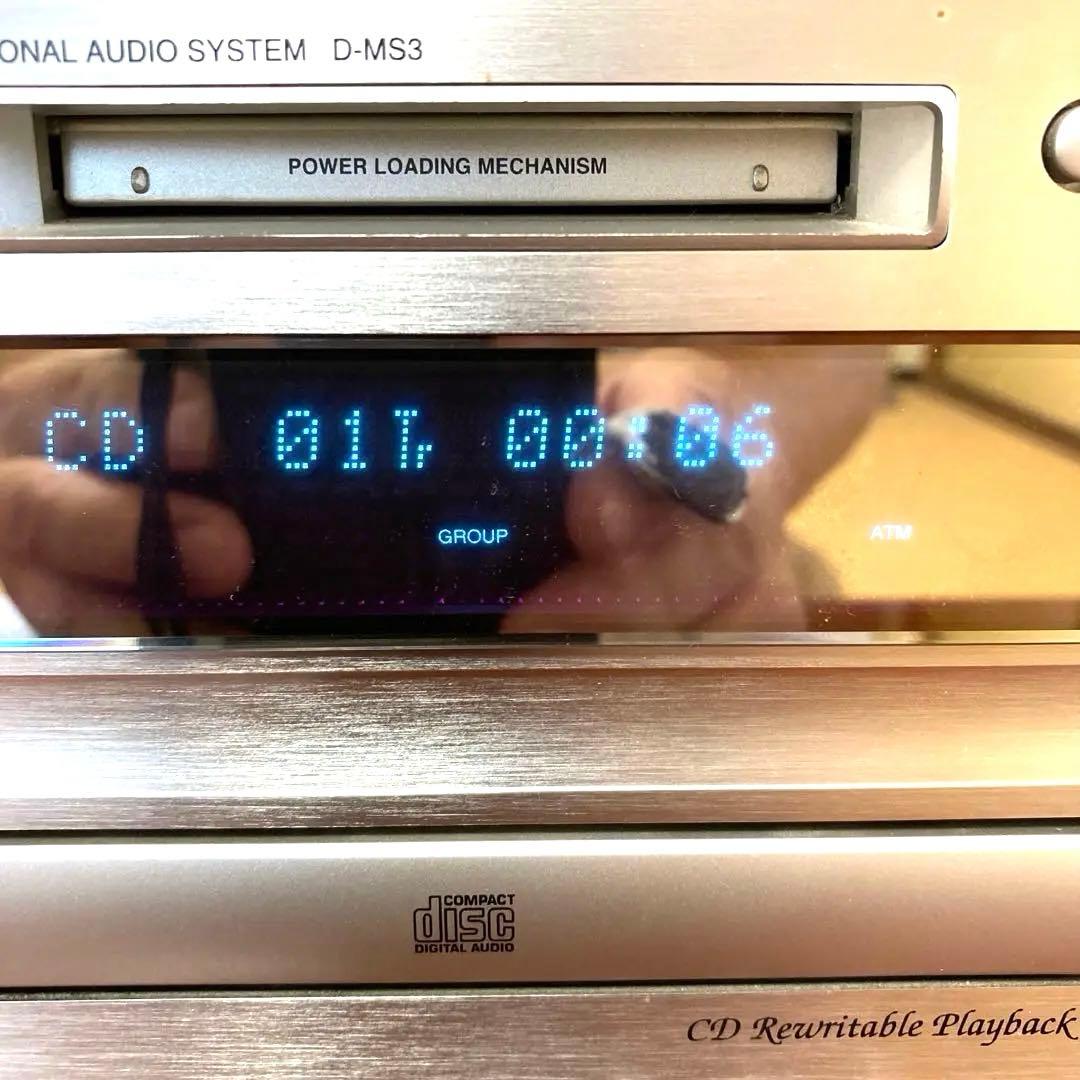 ONAL AUDIO SYSTEM D-MS3
POWER LOADING MECHANISM
CD 01Tr 00:06
GROUP ATM
COMPACT
disc
DIGITAL AUDIO
CD Rewritable Playback